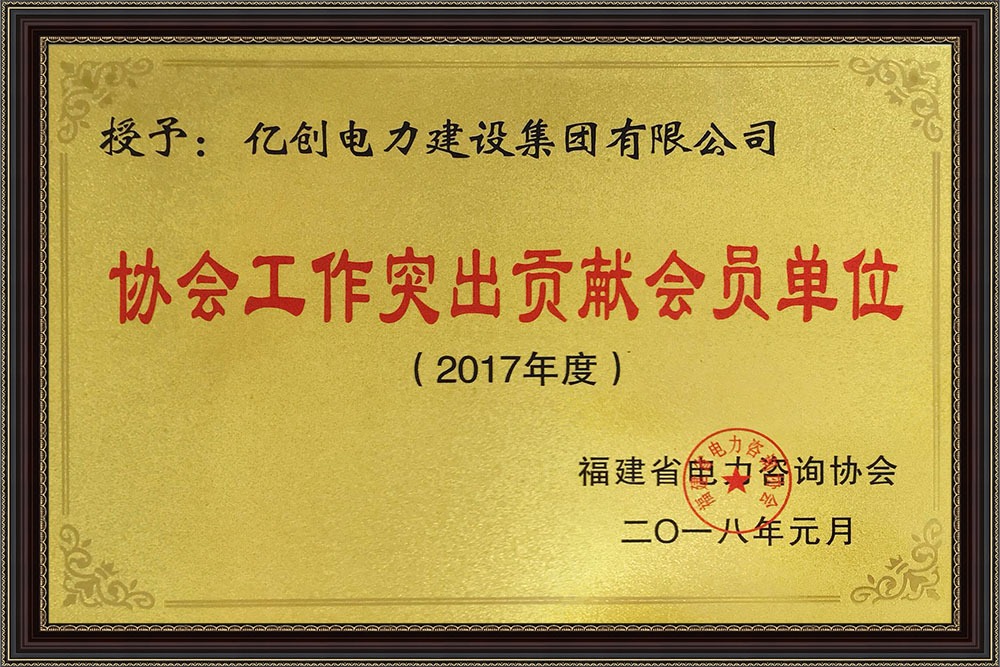 授予：亿创电力建设集团有限公司
协会工作突出贡献会员单位
（2017年度）
福建省电力咨询协会
福建省电力咨询协会
二〇一八年元月